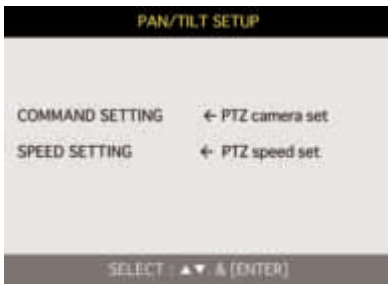 PAN/TILT SETUP
COMMAND SETTING ← PTZ camera set
SPEED SETTING ← PTZ speed set
SELECT : ▲▼ & [ENTER]